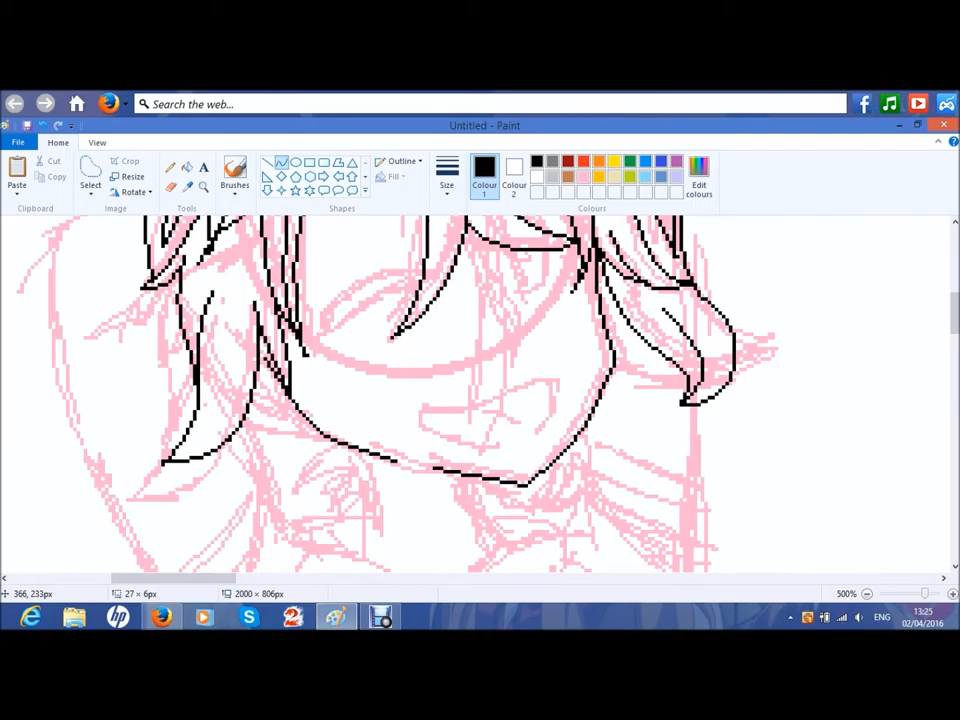 Search the web...
Untitled - Paint
File
Home
View
Paste
Cut
Copy
Clipboard
Select
Crop
Resize
Rotate
Image
Tools
Brushes
Shapes
Outline
Fill
Size
Colour 1
Colour 2
Edit colours
Colours
366, 233px
27 × 6px
2000 × 806px
500%
ENG
13:25
02/04/2016